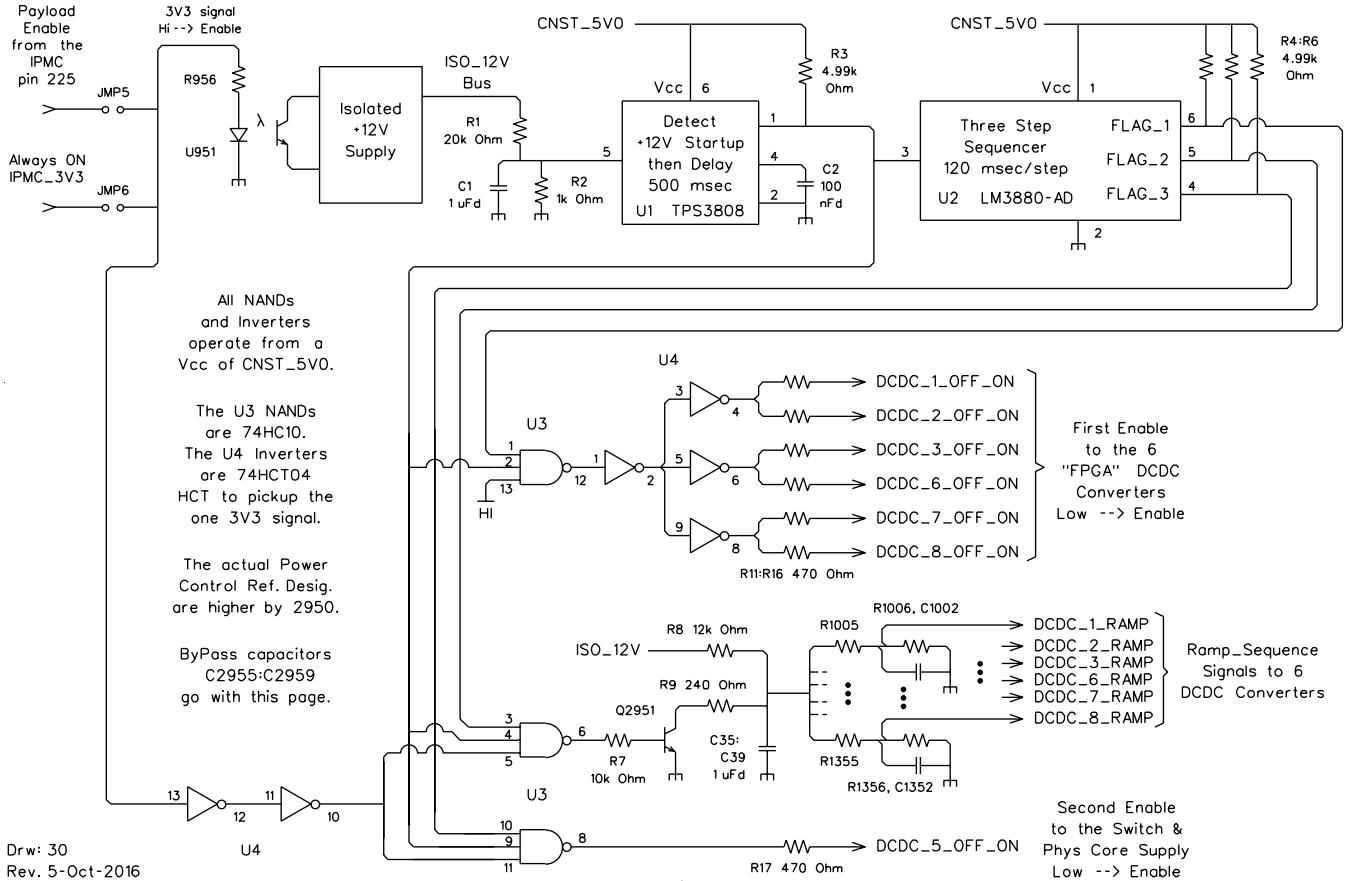 Payload
Enable
from the
IPMC
pin 225
3V3 signal
Hi --> Enable
JMP5
R956
λ
U951
Always ON
IPMC_3V3
JMP6
Isolated
+12V
Supply
ISO_12V
Bus
R1
20k Ohm
C1
1 uFd
R2
1k Ohm
CNST_5V0
Vcc
6
R3
4.99k
Ohm
5
Detect
+12V Startup
then Delay
500 msec
U1 TPS3808
1
4
2
C2
100
nFd
CNST_5V0
Vcc
1
R4:R6
4.99k
Ohm
3
Three Step
Sequencer
120 msec/step
U2 LM3880-AD
FLAG_1
FLAG_2
FLAG_3
6
5
4
2
All NANDs
and Inverters
operate from a
Vcc of CNST_5V0.
The U3 NANDs
are 74HC10.
The U4 Inverters
are 74HCT04
HCT to pickup the
one 3V3 signal.
The actual Power
Control Ref. Desig.
are higher by 2950.
ByPass capacitors
C2955:C2959
go with this page.
U3
1
2
13
HI
12
1
2
U4
3
4
5
6
9
8
R11:R16 470 Ohm
DCDC_1_OFF_ON
DCDC_2_OFF_ON
DCDC_3_OFF_ON
DCDC_6_OFF_ON
DCDC_7_OFF_ON
DCDC_8_OFF_ON
First Enable
to the 6
"FPGA" DCDC
Converters
Low --> Enable
ISO_12V
R8 12k Ohm
R9 240 Ohm
Q2951
3
4
5
6
R7
10k Ohm
C35:
C39
1 uFd
R1005
R1006, C1002
R1355
R1356, C1352
DCDC_1_RAMP
DCDC_2_RAMP
DCDC_3_RAMP
DCDC_6_RAMP
DCDC_7_RAMP
DCDC_8_RAMP
Ramp_Sequence
Signals to 6
DCDC Converters
U3
10
9
11
8
R17 470 Ohm
DCDC_5_OFF_ON
Second Enable
to the Switch &
Phys Core Supply
Low --> Enable
13
12
11
10
U4
Drw: 30
Rev. 5-Oct-2016